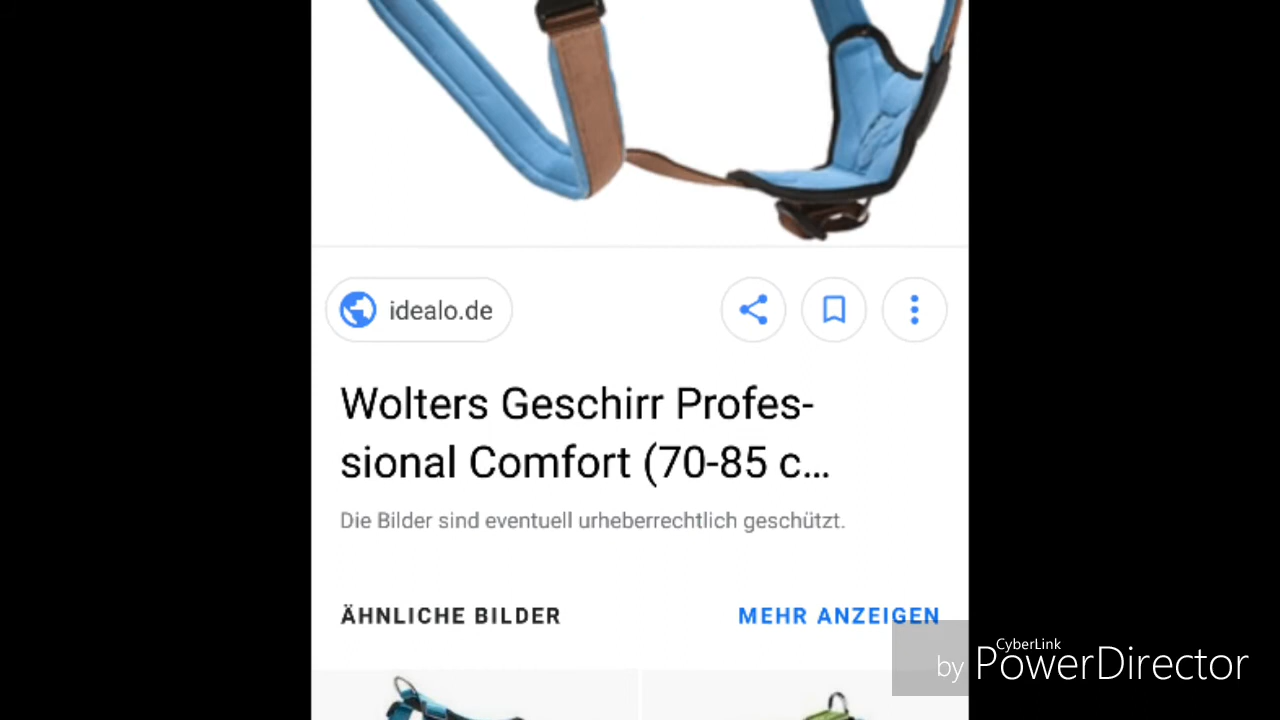 idealo.de
Wolters Geschirr Profes-
sional Comfort (70-85 c...
Die Bilder sind eventuell urheberrechtlich geschützt.
ÄHNLICHE BILDER
MEHR ANZEIGEN
CyberLink
by PowerDirector